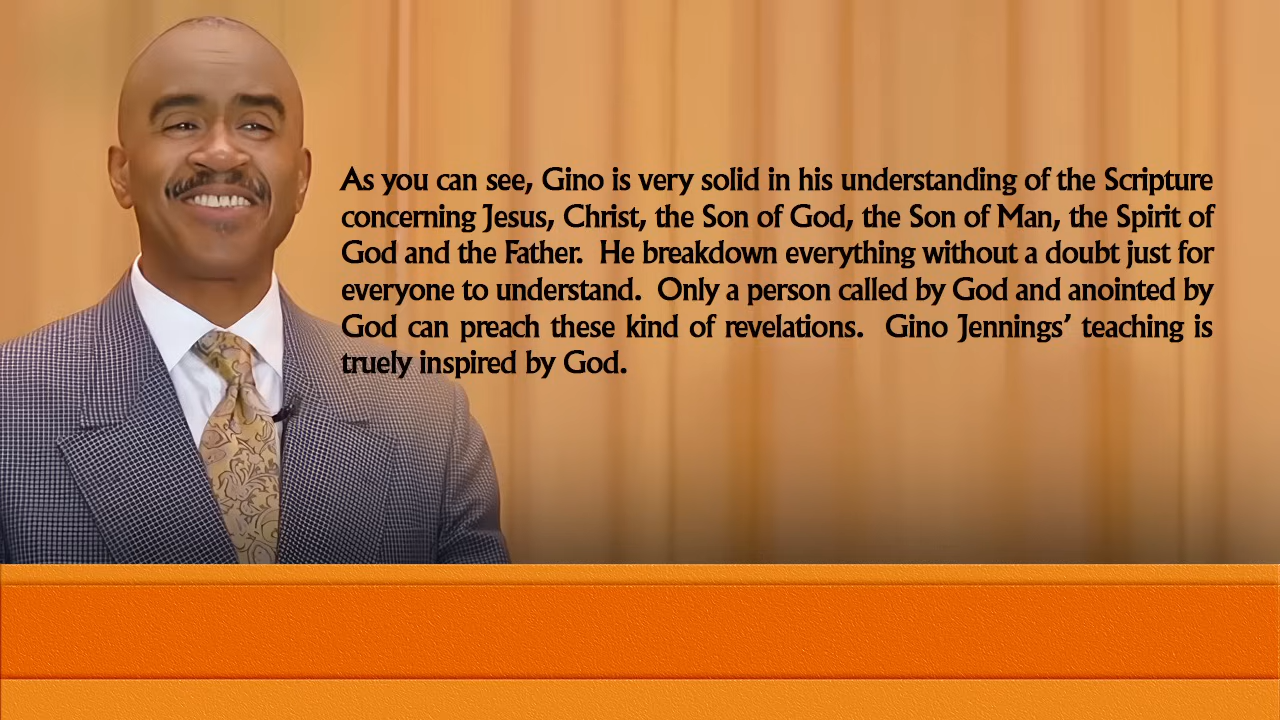 As you can see, Gino is very solid in his understanding of the Scripture
concerning Jesus, Christ, the Son of God, the Son of Man, the Spirit of
God and the Father.  He breakdown everything without a doubt just for
everyone to understand.  Only a person called by God and anointed by
God can preach these kind of revelations.  Gino Jennings’ teaching is
truely inspired by God.